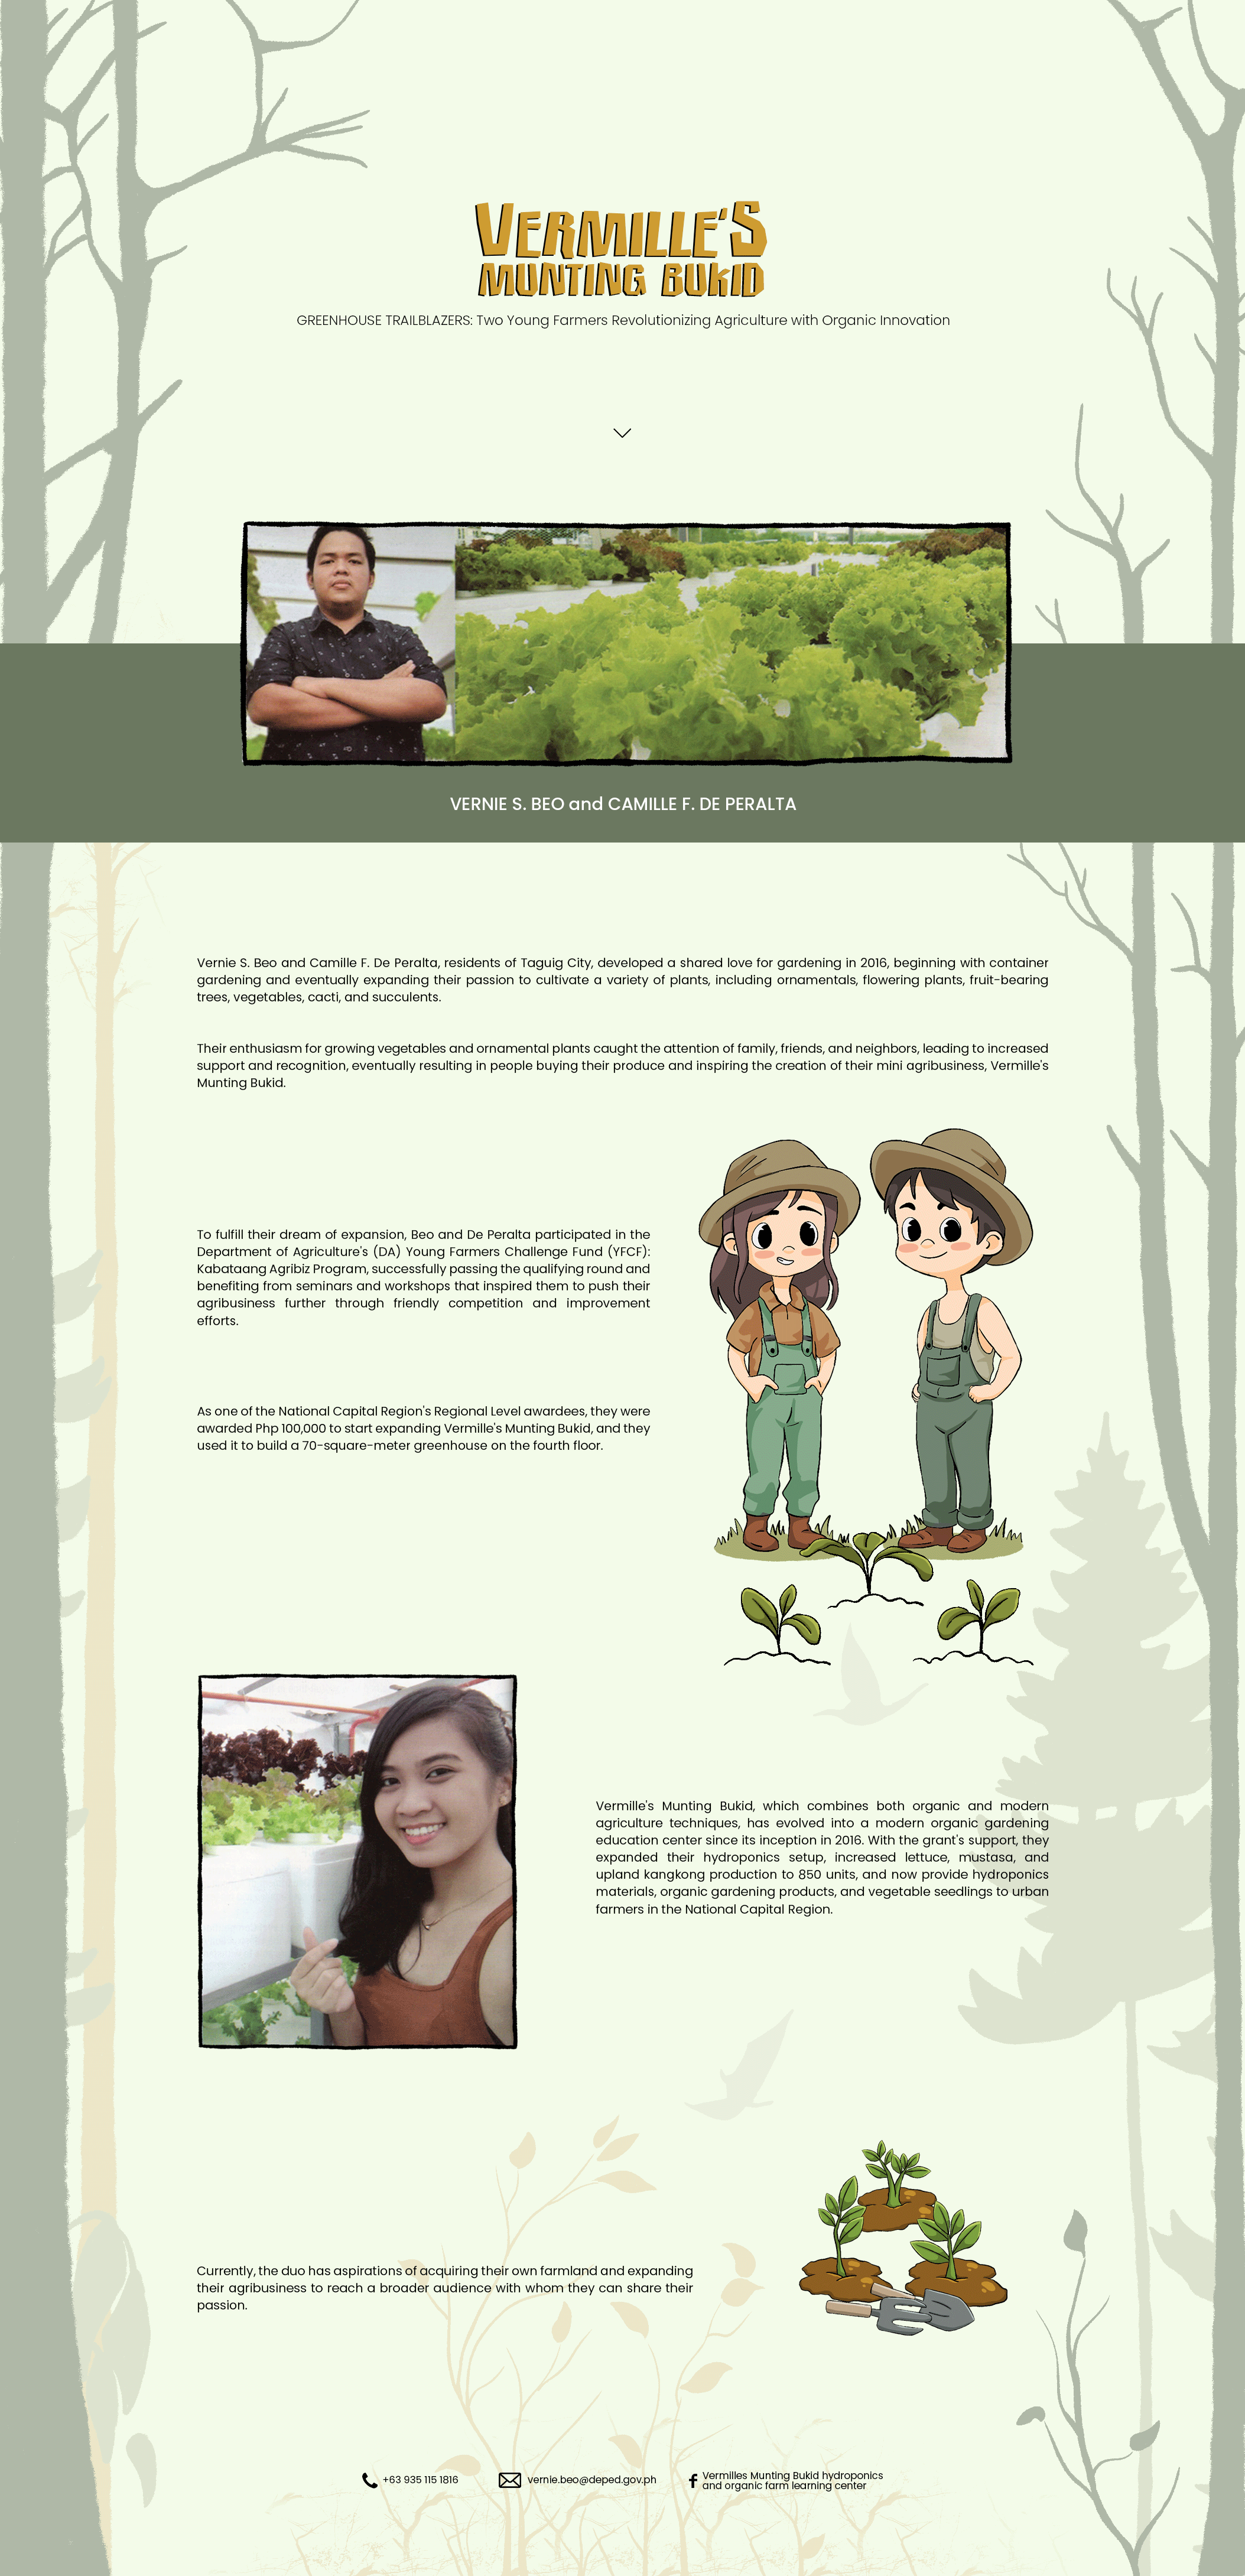 VERMILLE'S
MUNTING BUKID
GREENHOUSE TRAILBLAZERS: Two Young Farmers Revolutionizing Agriculture with Organic Innovation
VERNIE S. BEO and CAMILLE F. DE PERALTA
Vernie S. Beo and Camille F. De Peralta, residents of Taguig City, developed a shared love for gardening in 2016, beginning with container
gardening and eventually expanding their passion to cultivate a variety of plants, including ornamentals, flowering plants, fruit-bearing
trees, vegetables, cacti, and succulents.
Their enthusiasm for growing vegetables and ornamental plants caught the attention of family, friends, and neighbors, leading to increased
support and recognition, eventually resulting in people buying their produce and inspiring the creation of their mini agribusiness, Vermille's
Munting Bukid.
To fulfill their dream of expansion, Beo and De Peralta participated in the
Department of Agriculture's (DA) Young Farmers Challenge Fund (YFCF):
Kabataang Agribiz Program, successfully passing the qualifying round and
benefiting from seminars and workshops that inspired them to push their
agribusiness further through friendly competition and improvement
efforts.
As one of the National Capital Region's Regional Level awardees, they were
awarded Php 100,000 to start expanding Vermille's Munting Bukid, and they
used it to build a 70-square-meter greenhouse on the fourth floor.
Vermille's Munting Bukid, which combines both organic and modern
agriculture techniques, has evolved into a modern organic gardening
education center since its inception in 2016. With the grant's support, they
expanded their hydroponics setup, increased lettuce, mustasa, and
upland kangkong production to 850 units, and now provide hydroponics
materials, organic gardening products, and vegetable seedlings to urban
farmers in the National Capital Region.
Currently, the duo has aspirations of acquiring their own farmland and expanding
their agribusiness to reach a broader audience with whom they can share their
passion.
+63 935 115 1816
vernie.beo@deped.gov.ph
Vermilles Munting Bukid hydroponics
and organic farm learning center